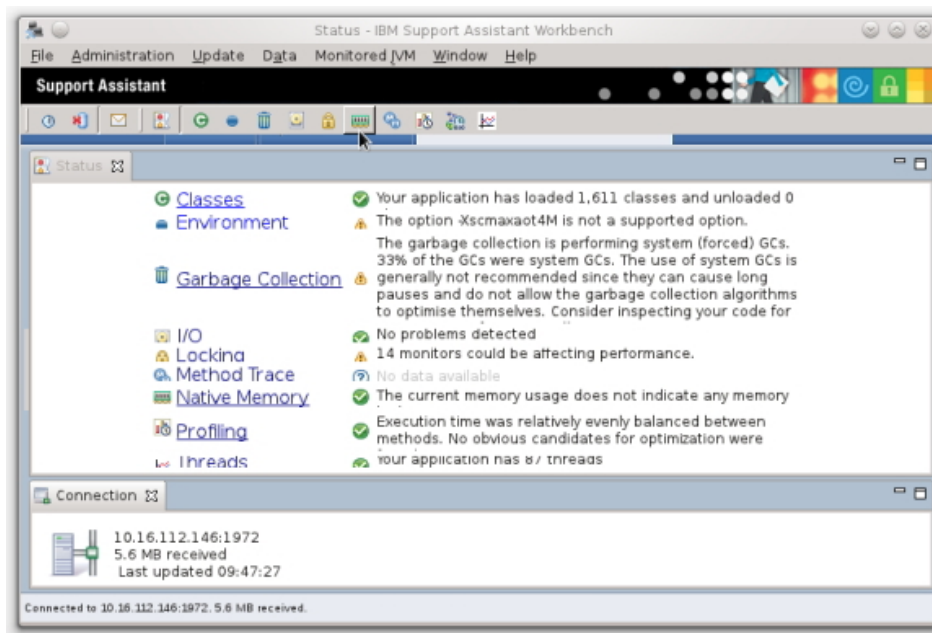 Status - IBM Support Assistant Workbench
File Administration Update Data Monitored JVM Window Help
Support Assistant
Status
Classes
Your application has loaded 1,611 classes and unloaded 0
Environment
The option -Xscmaxaot4M is not a supported option.
Garbage Collection
The garbage collection is performing system (forced) GCs.
33% of the GCs were system GCs. The use of system GCs is
generally not recommended since they can cause long
pauses and do not allow the garbage collection algorithms
to optimise themselves. Consider inspecting your code for
I/O
No problems detected
Locking
14 monitors could be affecting performance.
Method Trace
No data available
Native Memory
The current memory usage does not indicate any memory
Profiling
Execution time was relatively evenly balanced between
methods. No obvious candidates for optimization were
Threads
Your application has 87 threads
Connection
10.16.112.146:1972
5.6 MB received
Last updated 09:47:27
Connected to 10.16.112.146:1972. 5.6 MB received.